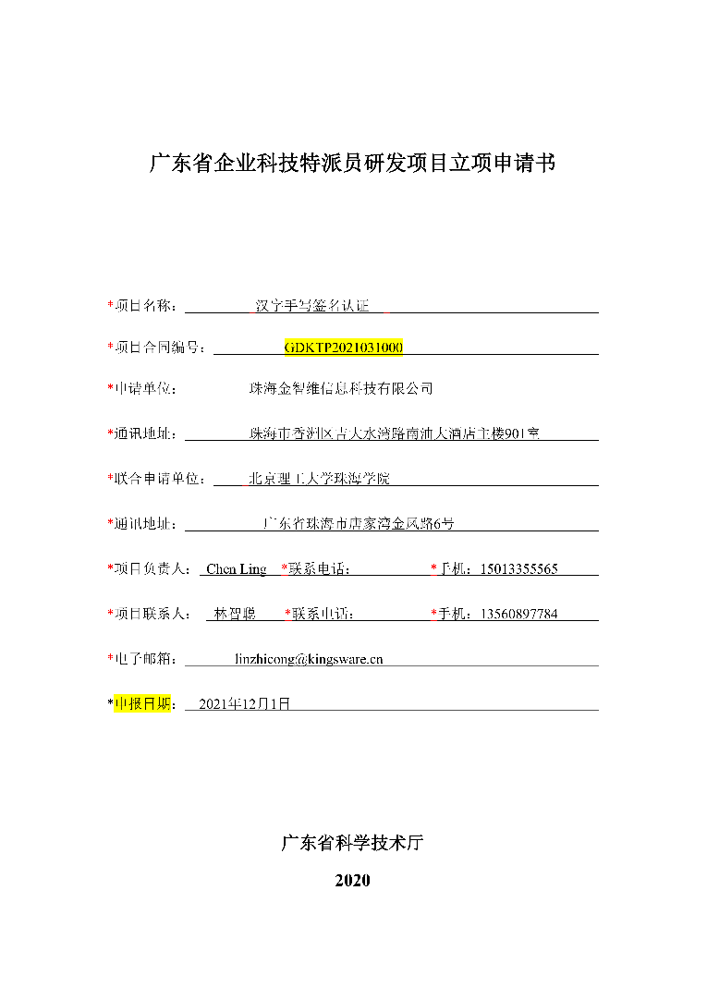 广东省企业科技特派员研发项目立项申请书
*项目名称： 汉字手写签名认证
*项目合同编号： GDKTP2021031000
*申请单位： 珠海金智维信息科技有限公司
*通讯地址： 珠海市香洲区吉大水湾路南油大酒店主楼901室
*联合申请单位： 北京理工大学珠海学院
*通讯地址： 广东省珠海市唐家湾金凤路6号
*项目负责人： Chen Ling *联系电话： *手机：15013355565
*项目联系人： 林智聪 *联系电话： *手机：13560897784
*电子邮箱： linzhicong@kingsware.cn
*申报日期： 2021年12月1日
广东省科学技术厅
2020